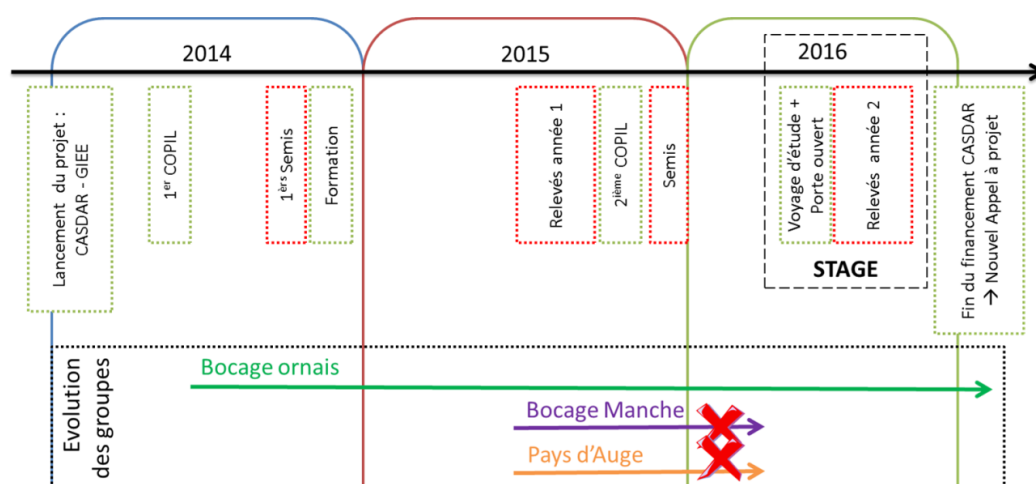 2014
2015
2016
Lancement du projet :
CASDAR - GIEE
1er COPIL
1èrs Semis
Formation
Relevés année 1
2ième COPIL
Semis
Voyage d'étude +
Porte ouvert
Relevés année 2
STAGE
Fin du financement CASDAR
→ Nouvel Appel à projet
Evolution
des groupes
Bocage ornais
Bocage Manche
Pays d'Auge